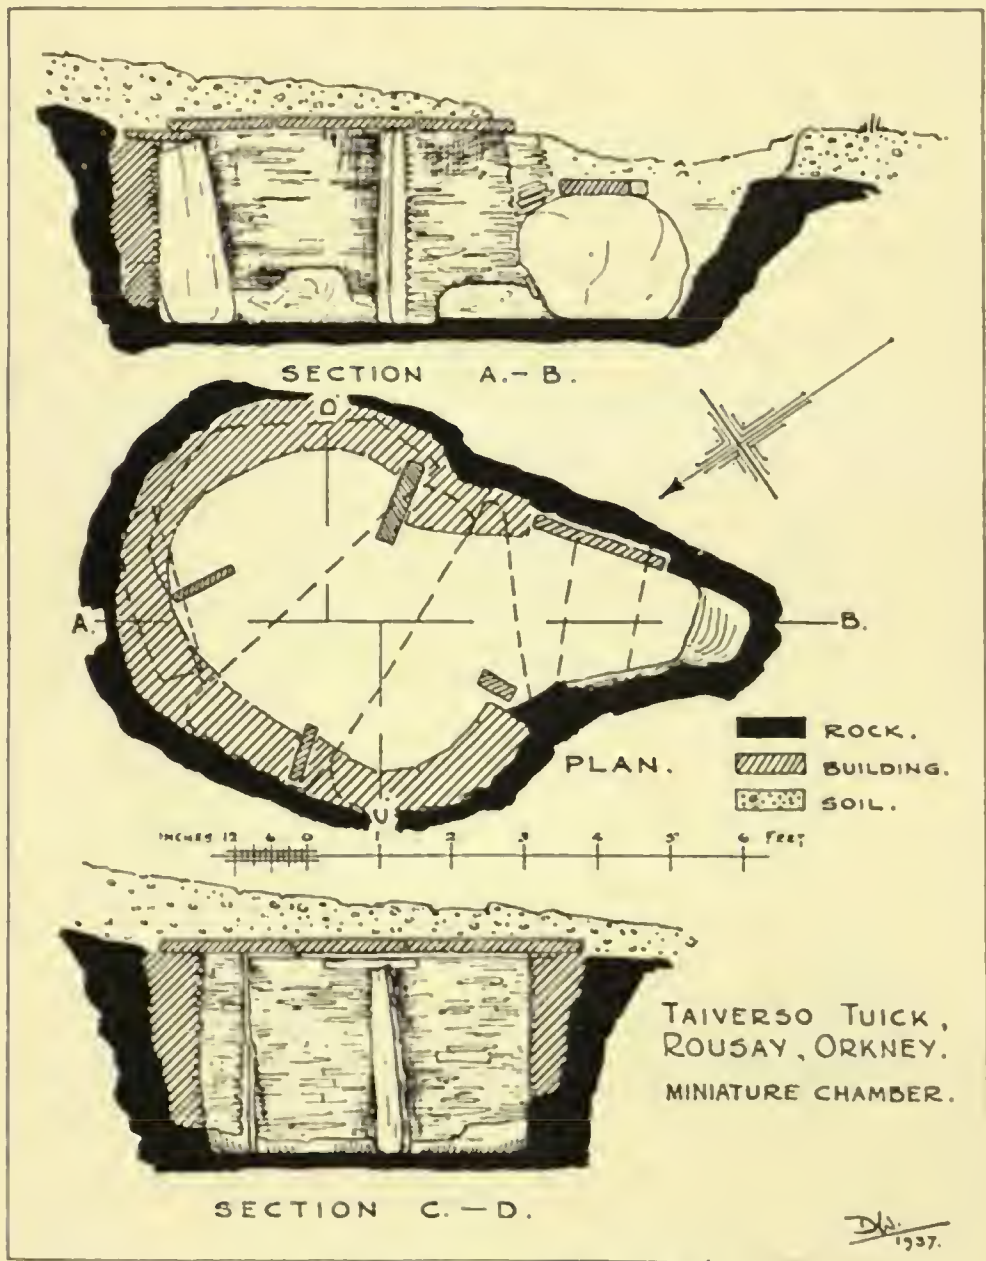 SECTION A.-B.
D
A.
B.
ROCK.
BUILDING.
SOIL.
PLAN.
C
INCHES 12 6 0 1 2 3 4 5 6 FEET
TAIVERSO TUICK,
ROUSAY, ORKNEY.
MINIATURE CHAMBER.
SECTION C.-D.
1937.